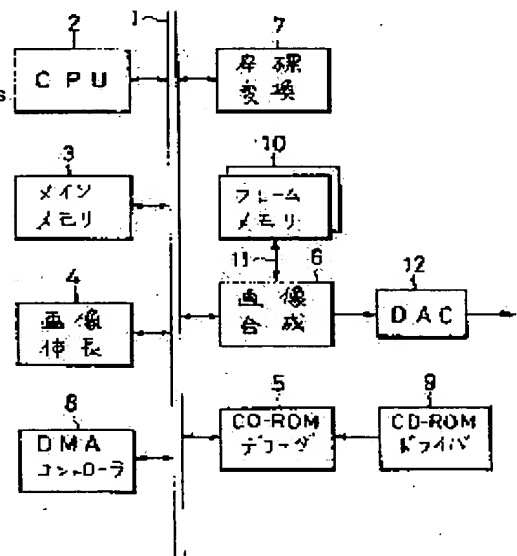 1
2
CPU
s
7
座標
変換
3
メイン
メモリ
10
フレーム
メモリ
11
6
4
画像
伸長
画像
合成
12
DAC
5
9
8
CD-ROM
デコーダ
CD-ROM
ドライバ
DMA
コントローラ